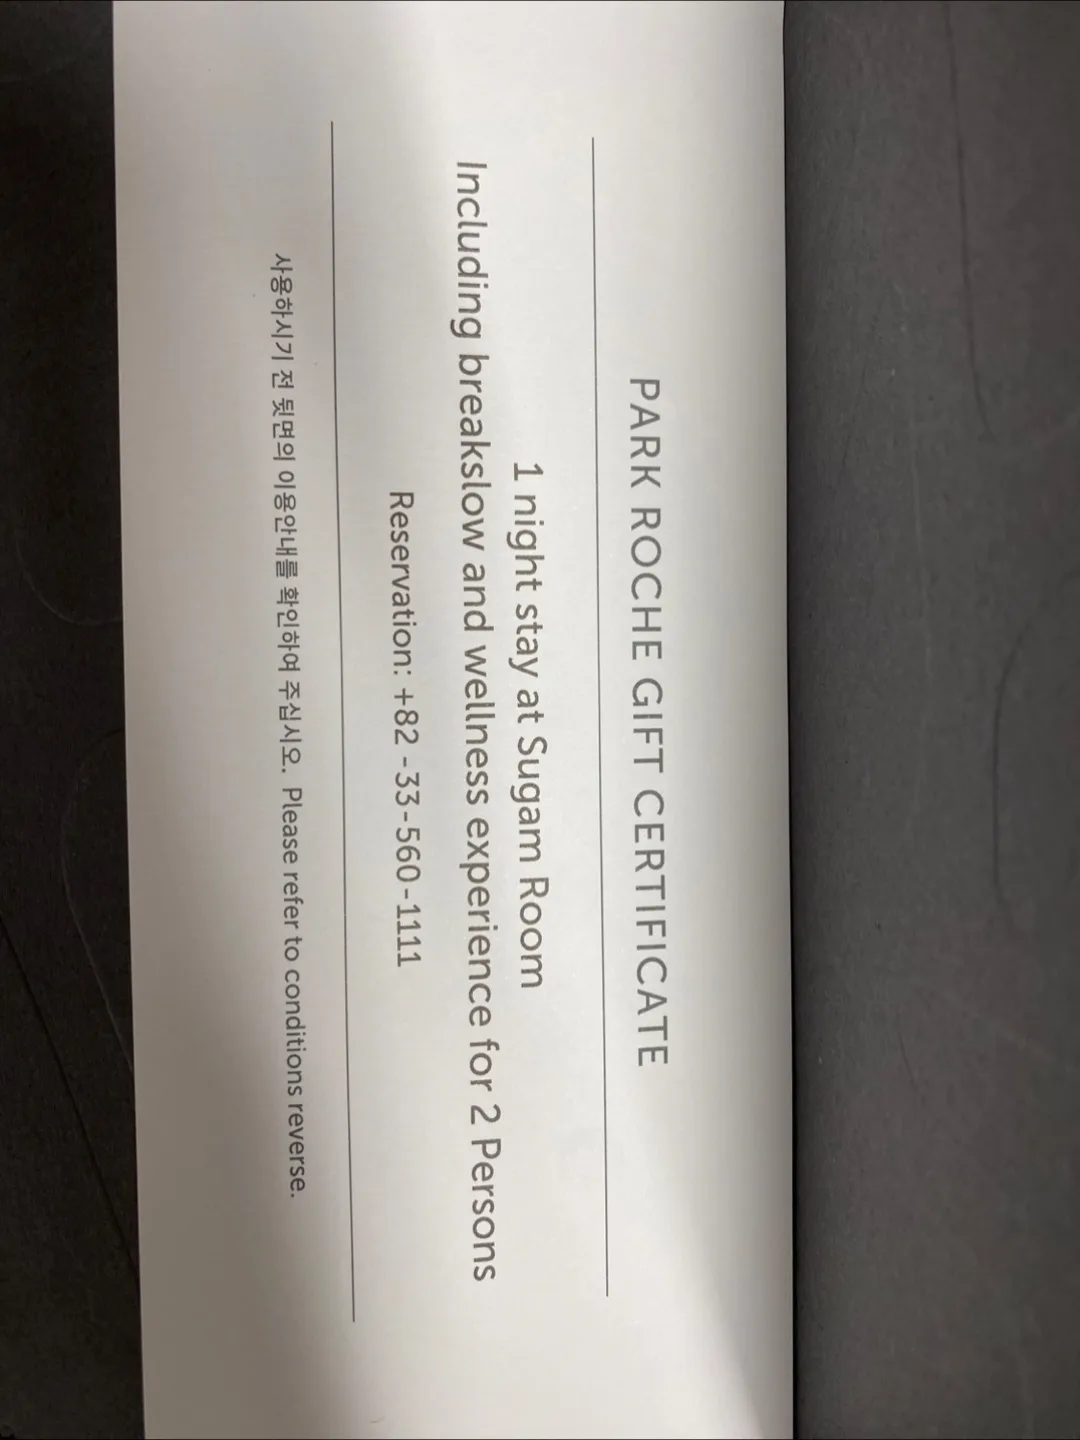 PARK ROCHE GIFT CERTIFICATE
1 night stay at Sugam Room
Including breakslow and wellness experience for 2 Persons
Reservation: +82 -33-560-1111
사용하시기 전 뒷면의 이용안내를 확인하여 주십시오. Please refer to conditions reverse.